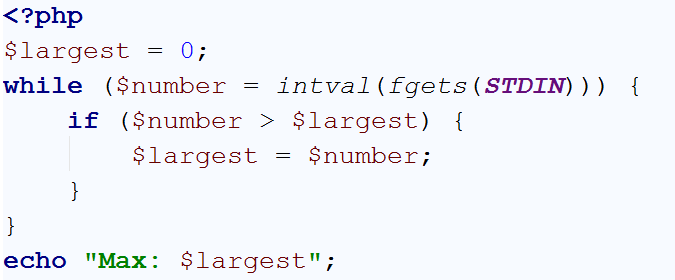 <?php
$largest = 0;
while ($number = intval(fgets(STDIN))) {
    if ($number > $largest) {
        $largest = $number;
    }
}
echo "Max: $largest";